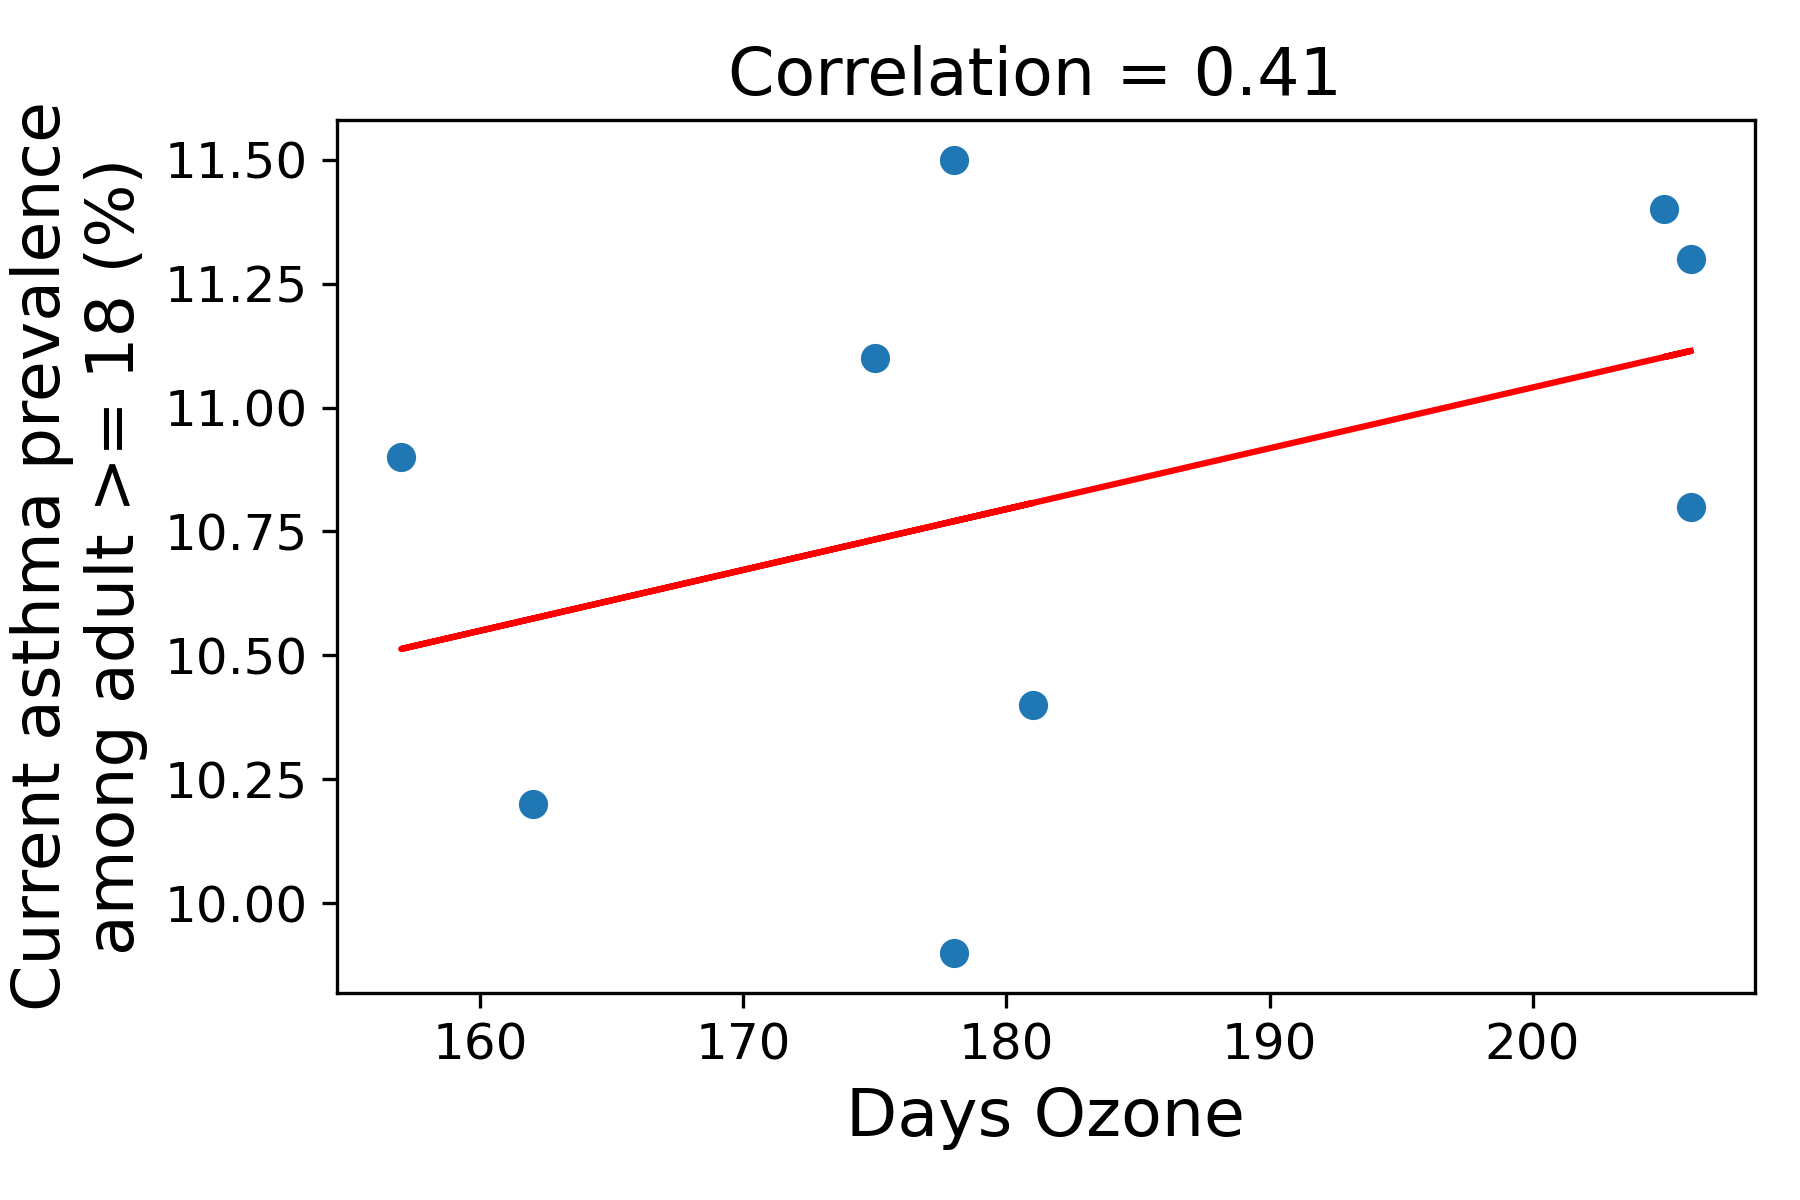 Correlation = 0.41
Current asthma prevalence
among adult >= 18 (%)
11.50
11.25
11.00
10.75
10.50
10.25
10.00
160 170 180 190 200
Days Ozone